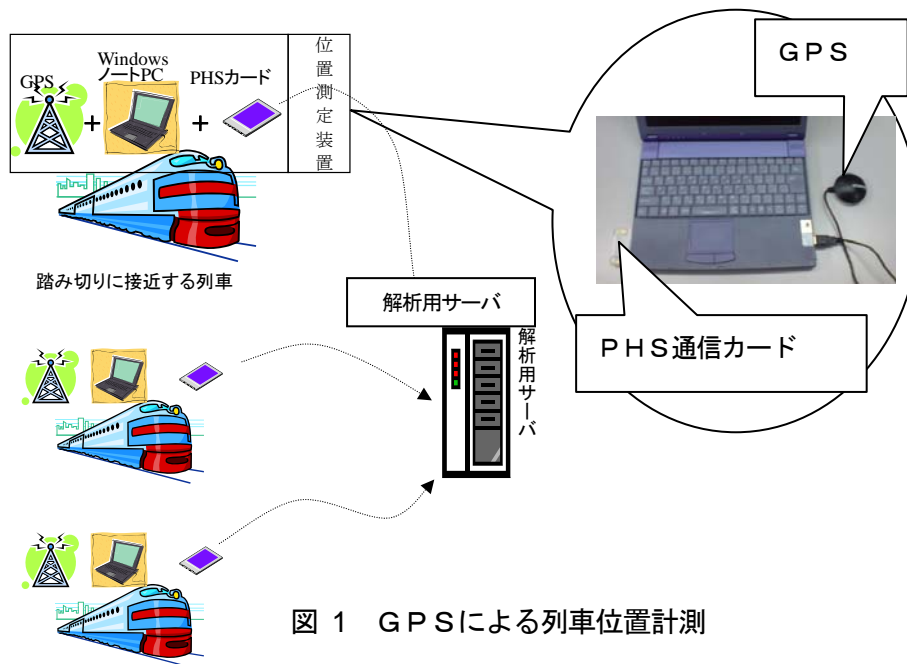 GPS
Windows
ノートPC
PHSカード
位置測定装置
+
+
ＧＰＳ
踏み切りに接近する列車
解析用サーバ
解析用サーバ
ＰＨＳ通信カード
図 1　ＧＰＳによる列車位置計測